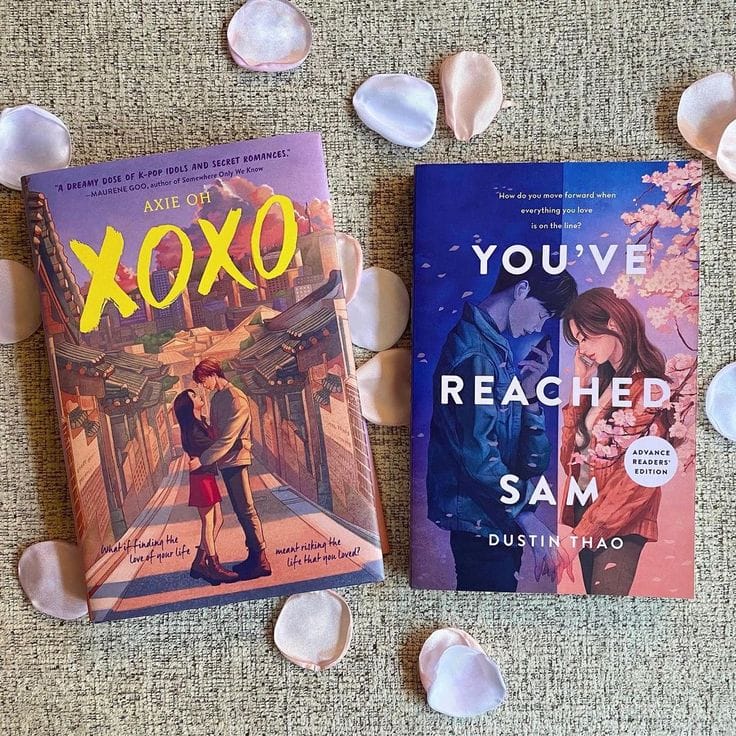 "A DREAMY DOSE OF K-POP IDOLS AND SECRET ROMANCES."
—MAURENE GOO, author of Somewhere Only We Know
AXIE OH
XOXO
What if finding the
love of your life
meant risking the
life that you loved?
How do you move forward when
everything you love
is on the line?
YOU'VE
REACHED
SAM
ADVANCE
READERS'
EDITION
DUSTIN THAO